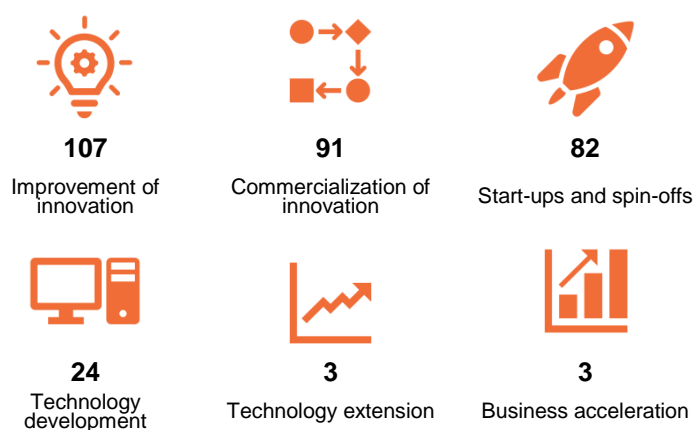 107
Improvement of
innovation
91
Commercialization of
innovation
82
Start-ups and spin-offs
24
Technology
development
3
Technology extension
3
Business acceleration